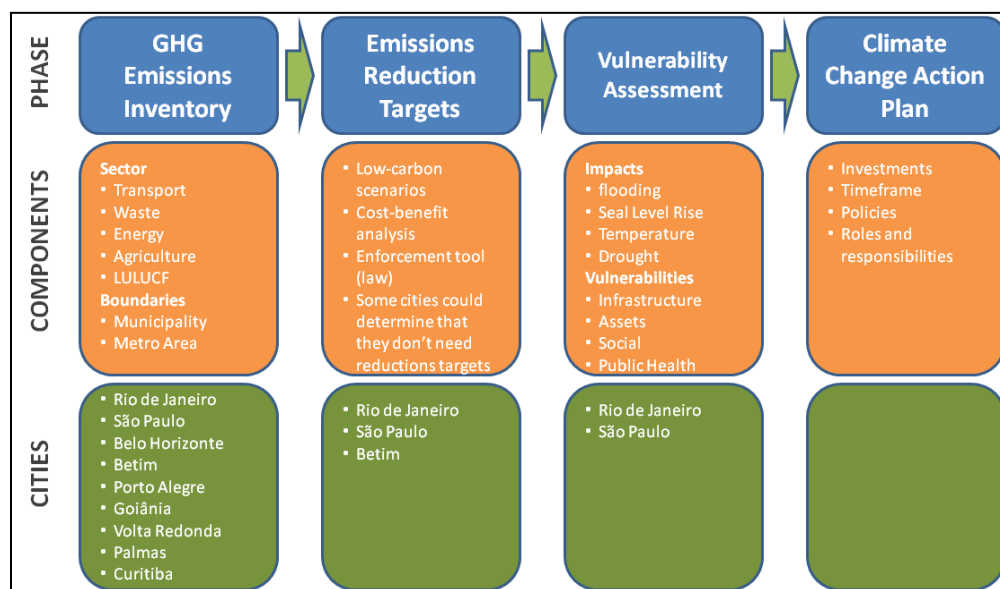 PHASE
GHG
Emissions
Inventory
Emissions
Reduction
Targets
Vulnerability
Assessment
Climate
Change Action
Plan
COMPONENTS
Sector
▪ Transport
▪ Waste
▪ Energy
▪ Agriculture
▪ LULUCF
Boundaries
▪ Municipality
▪ Metro Area
▪ Low-carbon
scenarios
▪ Cost-benefit
analysis
▪ Enforcement tool
(law)
▪ Some cities could
determine that
they don't need
reductions targets
Impacts
▪ flooding
▪ Seal Level Rise
▪ Temperature
▪ Drought
Vulnerabilities
▪ Infrastructure
▪ Assets
▪ Social
▪ Public Health
▪ Investments
▪ Timeframe
▪ Policies
▪ Roles and
responsibilities
CITIES
▪ Rio de Janeiro
▪ São Paulo
▪ Belo Horizonte
▪ Betim
▪ Porto Alegre
▪ Goiânia
▪ Volta Redonda
▪ Palmas
▪ Curitiba
▪ Rio de Janeiro
▪ São Paulo
▪ Betim
▪ Rio de Janeiro
▪ São Paulo